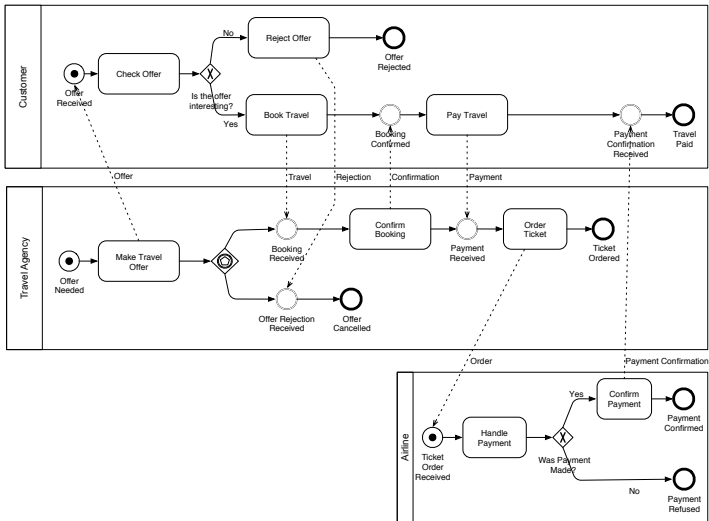 Customer
Offer
Received
Check Offer
Is the offer
interesting?
No
Reject Offer
Offer
Rejected
Yes
Book Travel
Booking
Confirmed
Pay Travel
Payment
Confirmation
Received
Travel
Paid
Offer
Travel
Rejection
Confirmation
Payment
Travel Agency
Offer
Needed
Make Travel
Offer
Booking
Received
Confirm
Booking
Payment
Received
Order
Ticket
Ticket
Ordered
Offer Rejection
Received
Offer
Cancelled
Order
Payment Confirmation
Airline
Ticket
Order
Received
Handle
Payment
Was Payment
Made?
Yes
Confirm
Payment
Payment
Confirmed
No
Payment
Refused